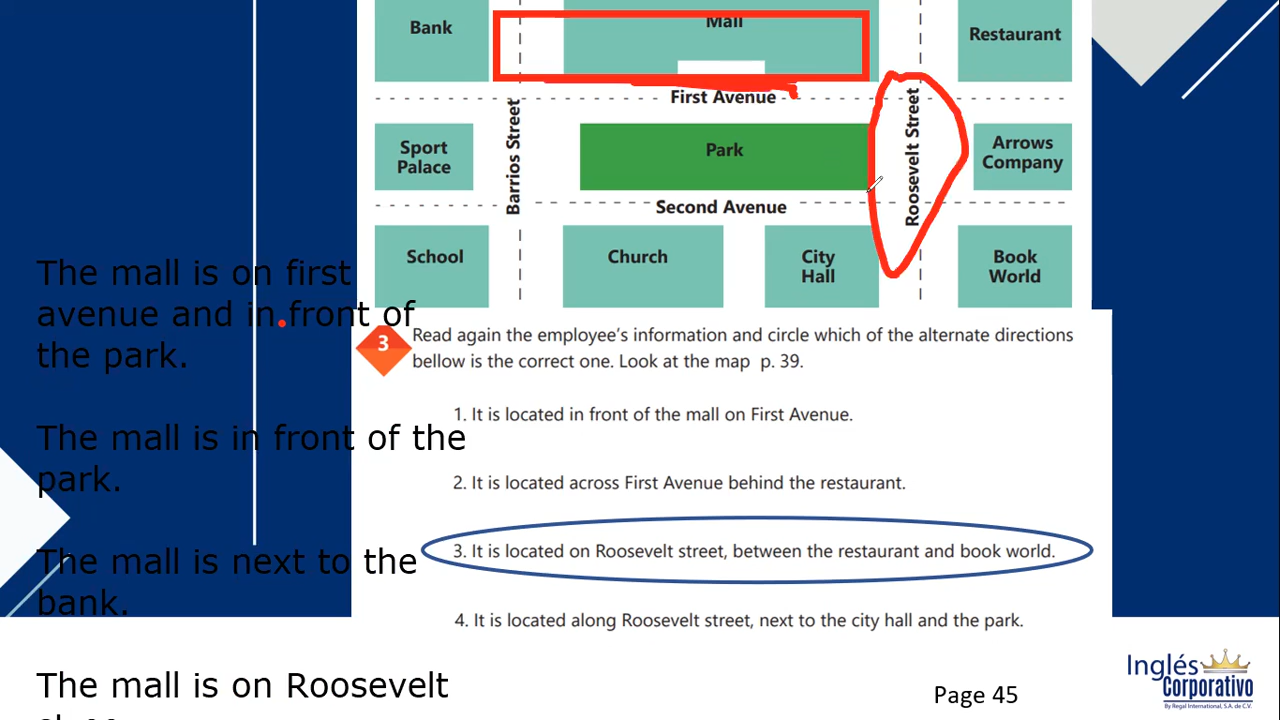 Bank
Mall
Restaurant
First Avenue
Barrios Street
Roosevelt Street
Sport
Palace
Park
Arrows
Company
Second Avenue
School
Church
City
Hall
Book
World
The mall is on first
avenue and in front of
the park.
The mall is in front of the
park.
The mall is next to the
bank.
The mall is on Roosevelt
3
Read again the employee's information and circle which of the alternate directions
bellow is the correct one. Look at the map p. 39.
1. It is located in front of the mall on First Avenue.
2. It is located across First Avenue behind the restaurant.
3. It is located on Roosevelt street, between the restaurant and book world.
4. It is located along Roosevelt street, next to the city hall and the park.
Page 45
Inglés
Corporativo
By Regal International, S.A. de C.V.